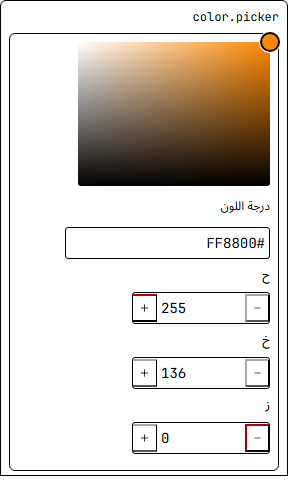 color.picker
درجة اللون
FF8800#
ح
− 255 +
خ
− 136 +
ز
− 0 +